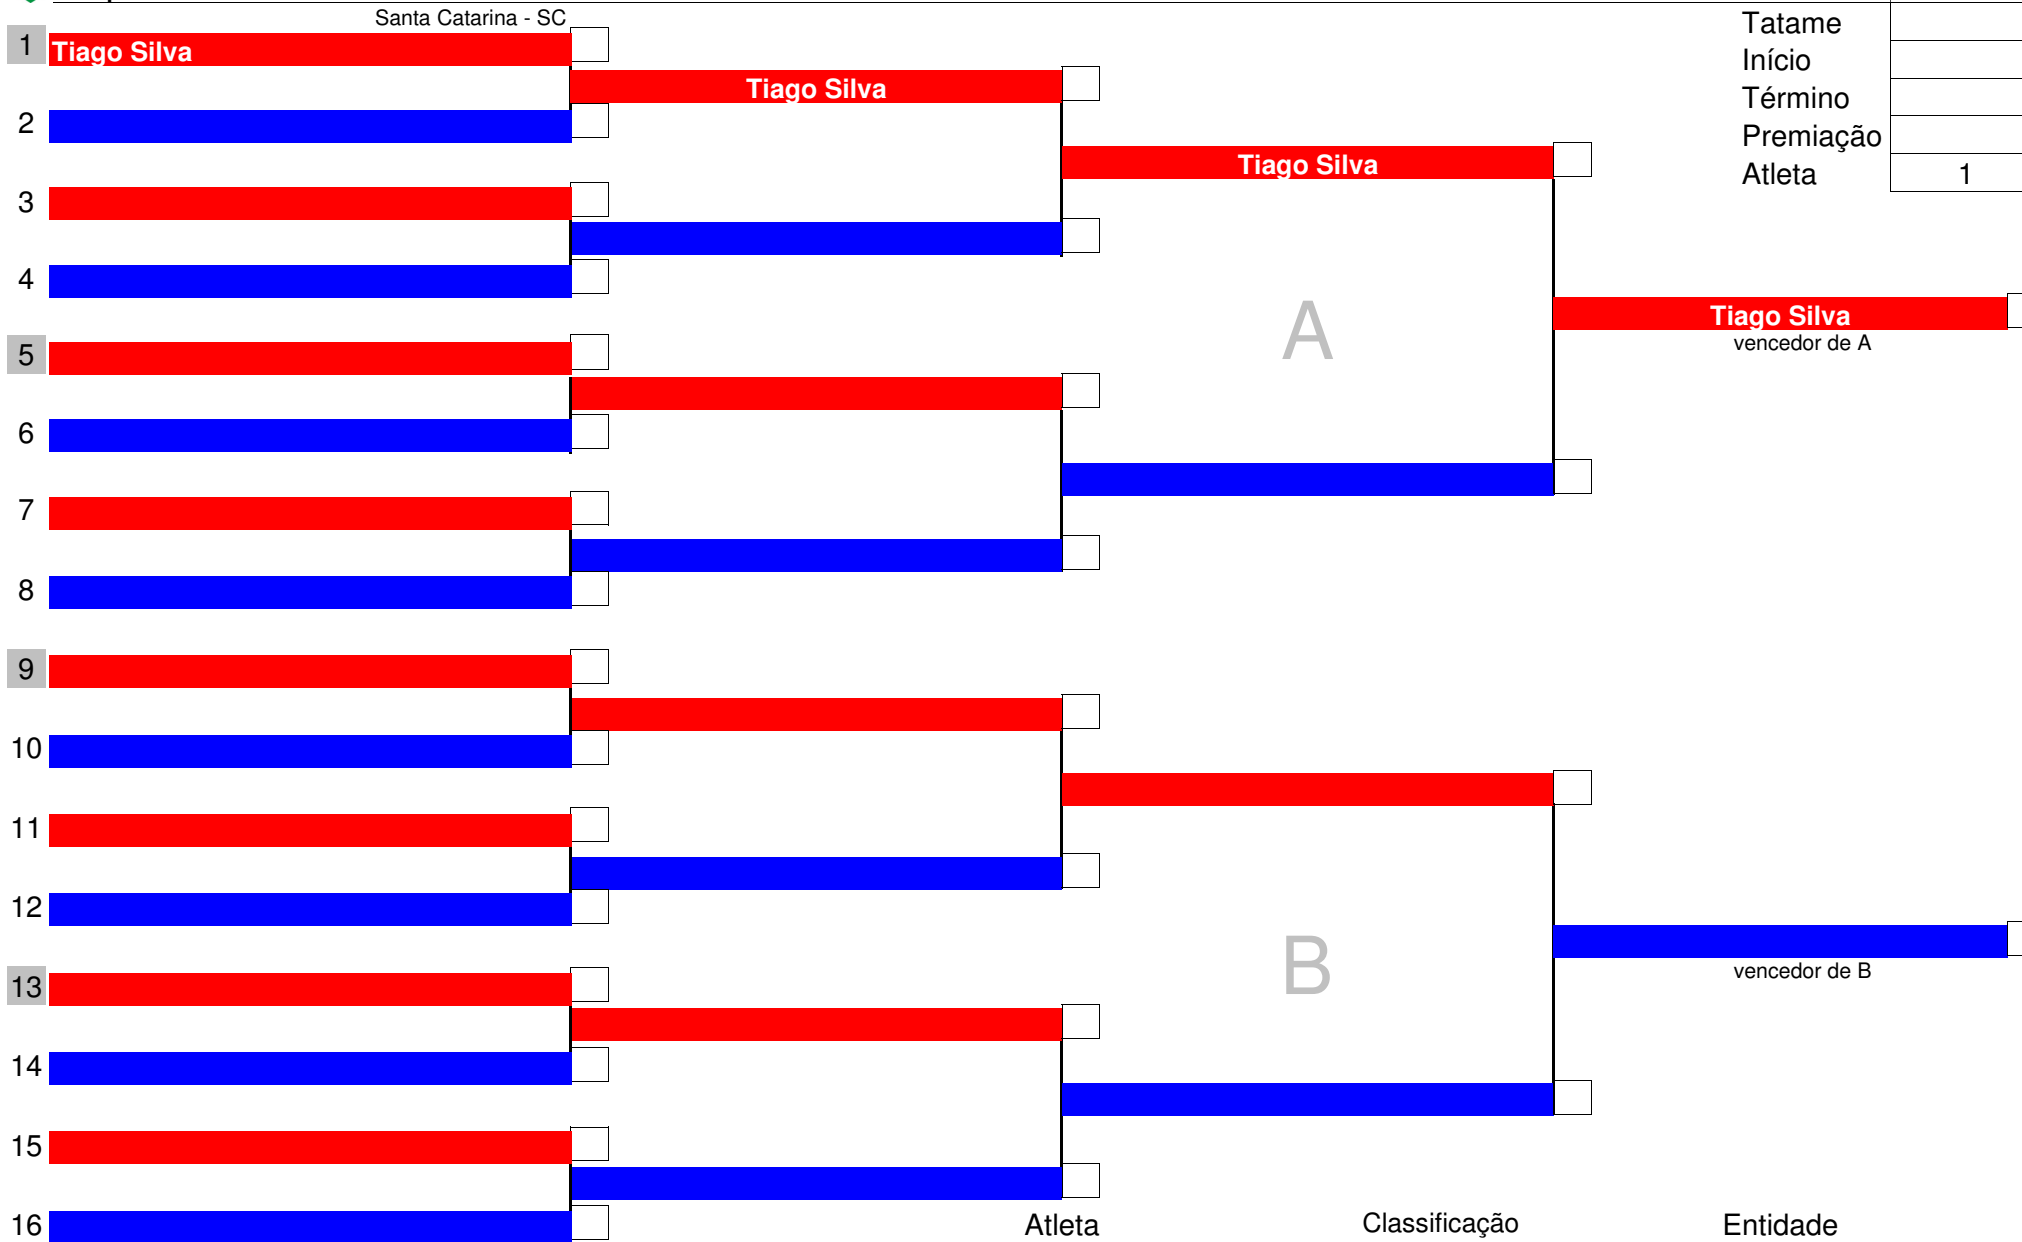 Santa Catarina - SC
Tatame
Início
Término
Premiação
Atleta 1
1 Tiago Silva
Tiago Silva
2
Tiago Silva
3
4
A
Tiago Silva
vencedor de A
5
6
7
8
9
10
11
12
B
vencedor de B
13
14
15
16
Atleta Classificação Entidade